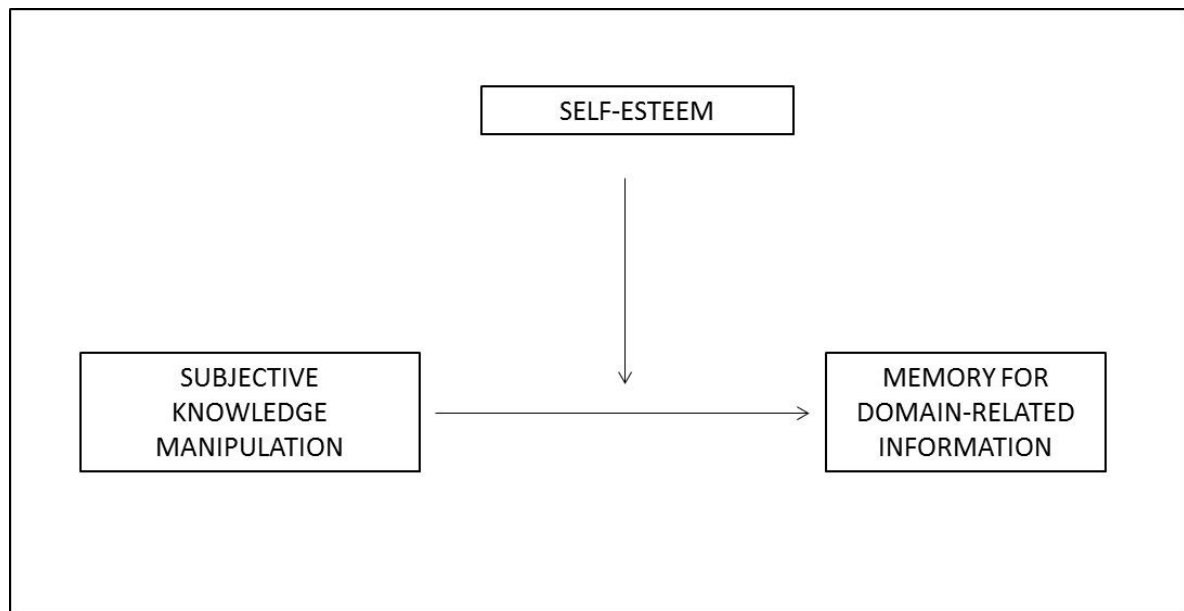 SELF-ESTEEM
SUBJECTIVE
KNOWLEDGE
MANIPULATION
MEMORY FOR
DOMAIN-RELATED
INFORMATION